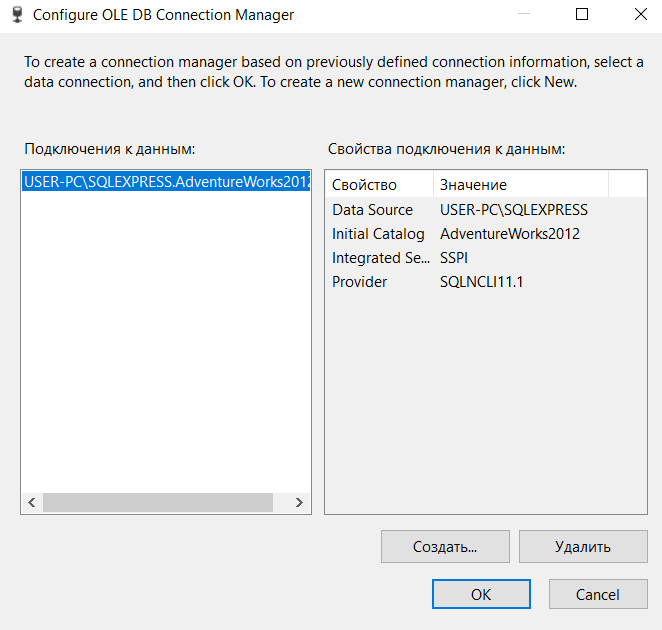 Configure OLE DB Connection Manager
To create a connection manager based on previously defined connection information, select a
data connection, and then click OK. To create a new connection manager, click New.
Подключения к данным:
USER-PC\SQLEXPRESS.AdventureWorks2012
Свойства подключения к данным:
Свойство Значение
Data Source USER-PC\SQLEXPRESS
Initial Catalog AdventureWorks2012
Integrated Se... SSPI
Provider SQLNCLI11.1
Создать... Удалить
OK Cancel